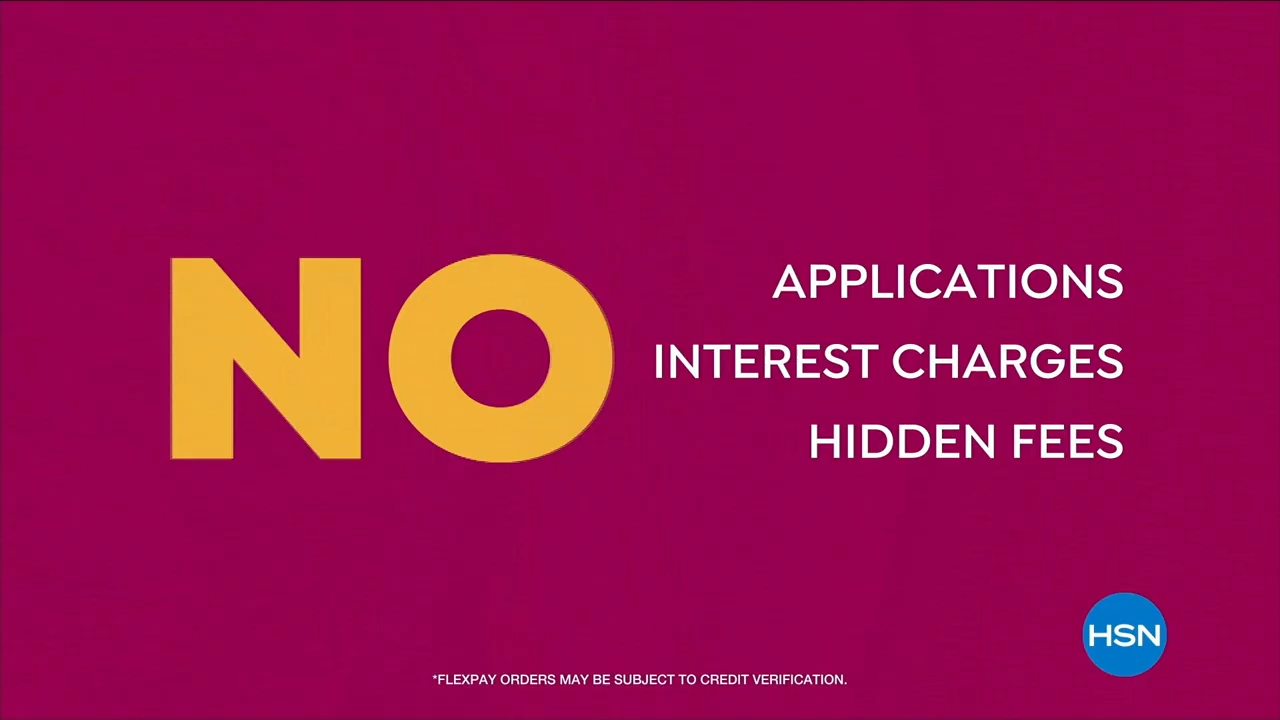 NO
APPLICATIONS
INTEREST CHARGES
HIDDEN FEES
HSN
*FLEXPAY ORDERS MAY BE SUBJECT TO CREDIT VERIFICATION.